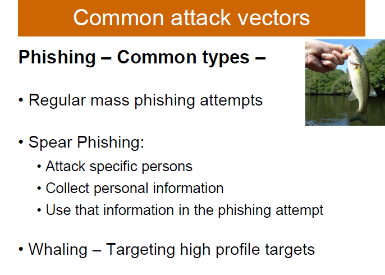 Common attack vectors
Phishing – Common types –
• Regular mass phishing attempts
• Spear Phishing:
• Attack specific persons
• Collect personal information
• Use that information in the phishing attempt
• Whaling – Targeting high profile targets